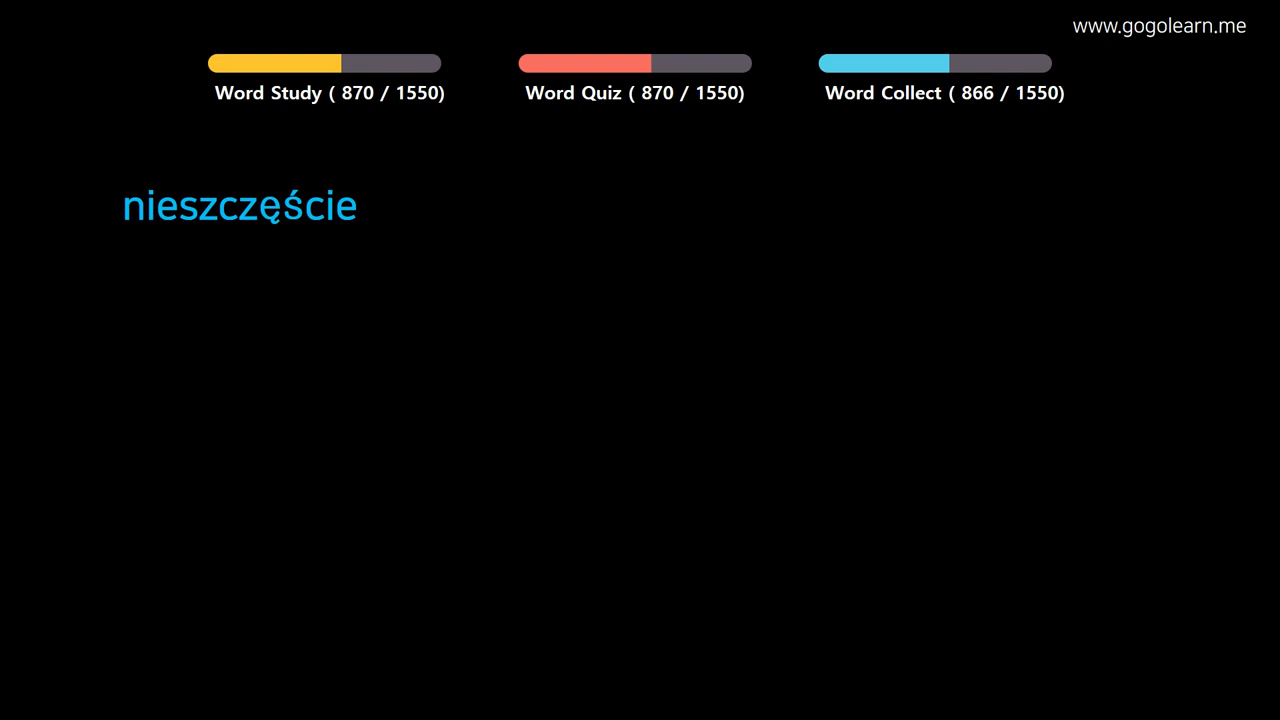 www.gogolearn.me
Word Study ( 870 / 1550)
Word Quiz ( 870 / 1550)
Word Collect ( 866 / 1550)
nieszczęście